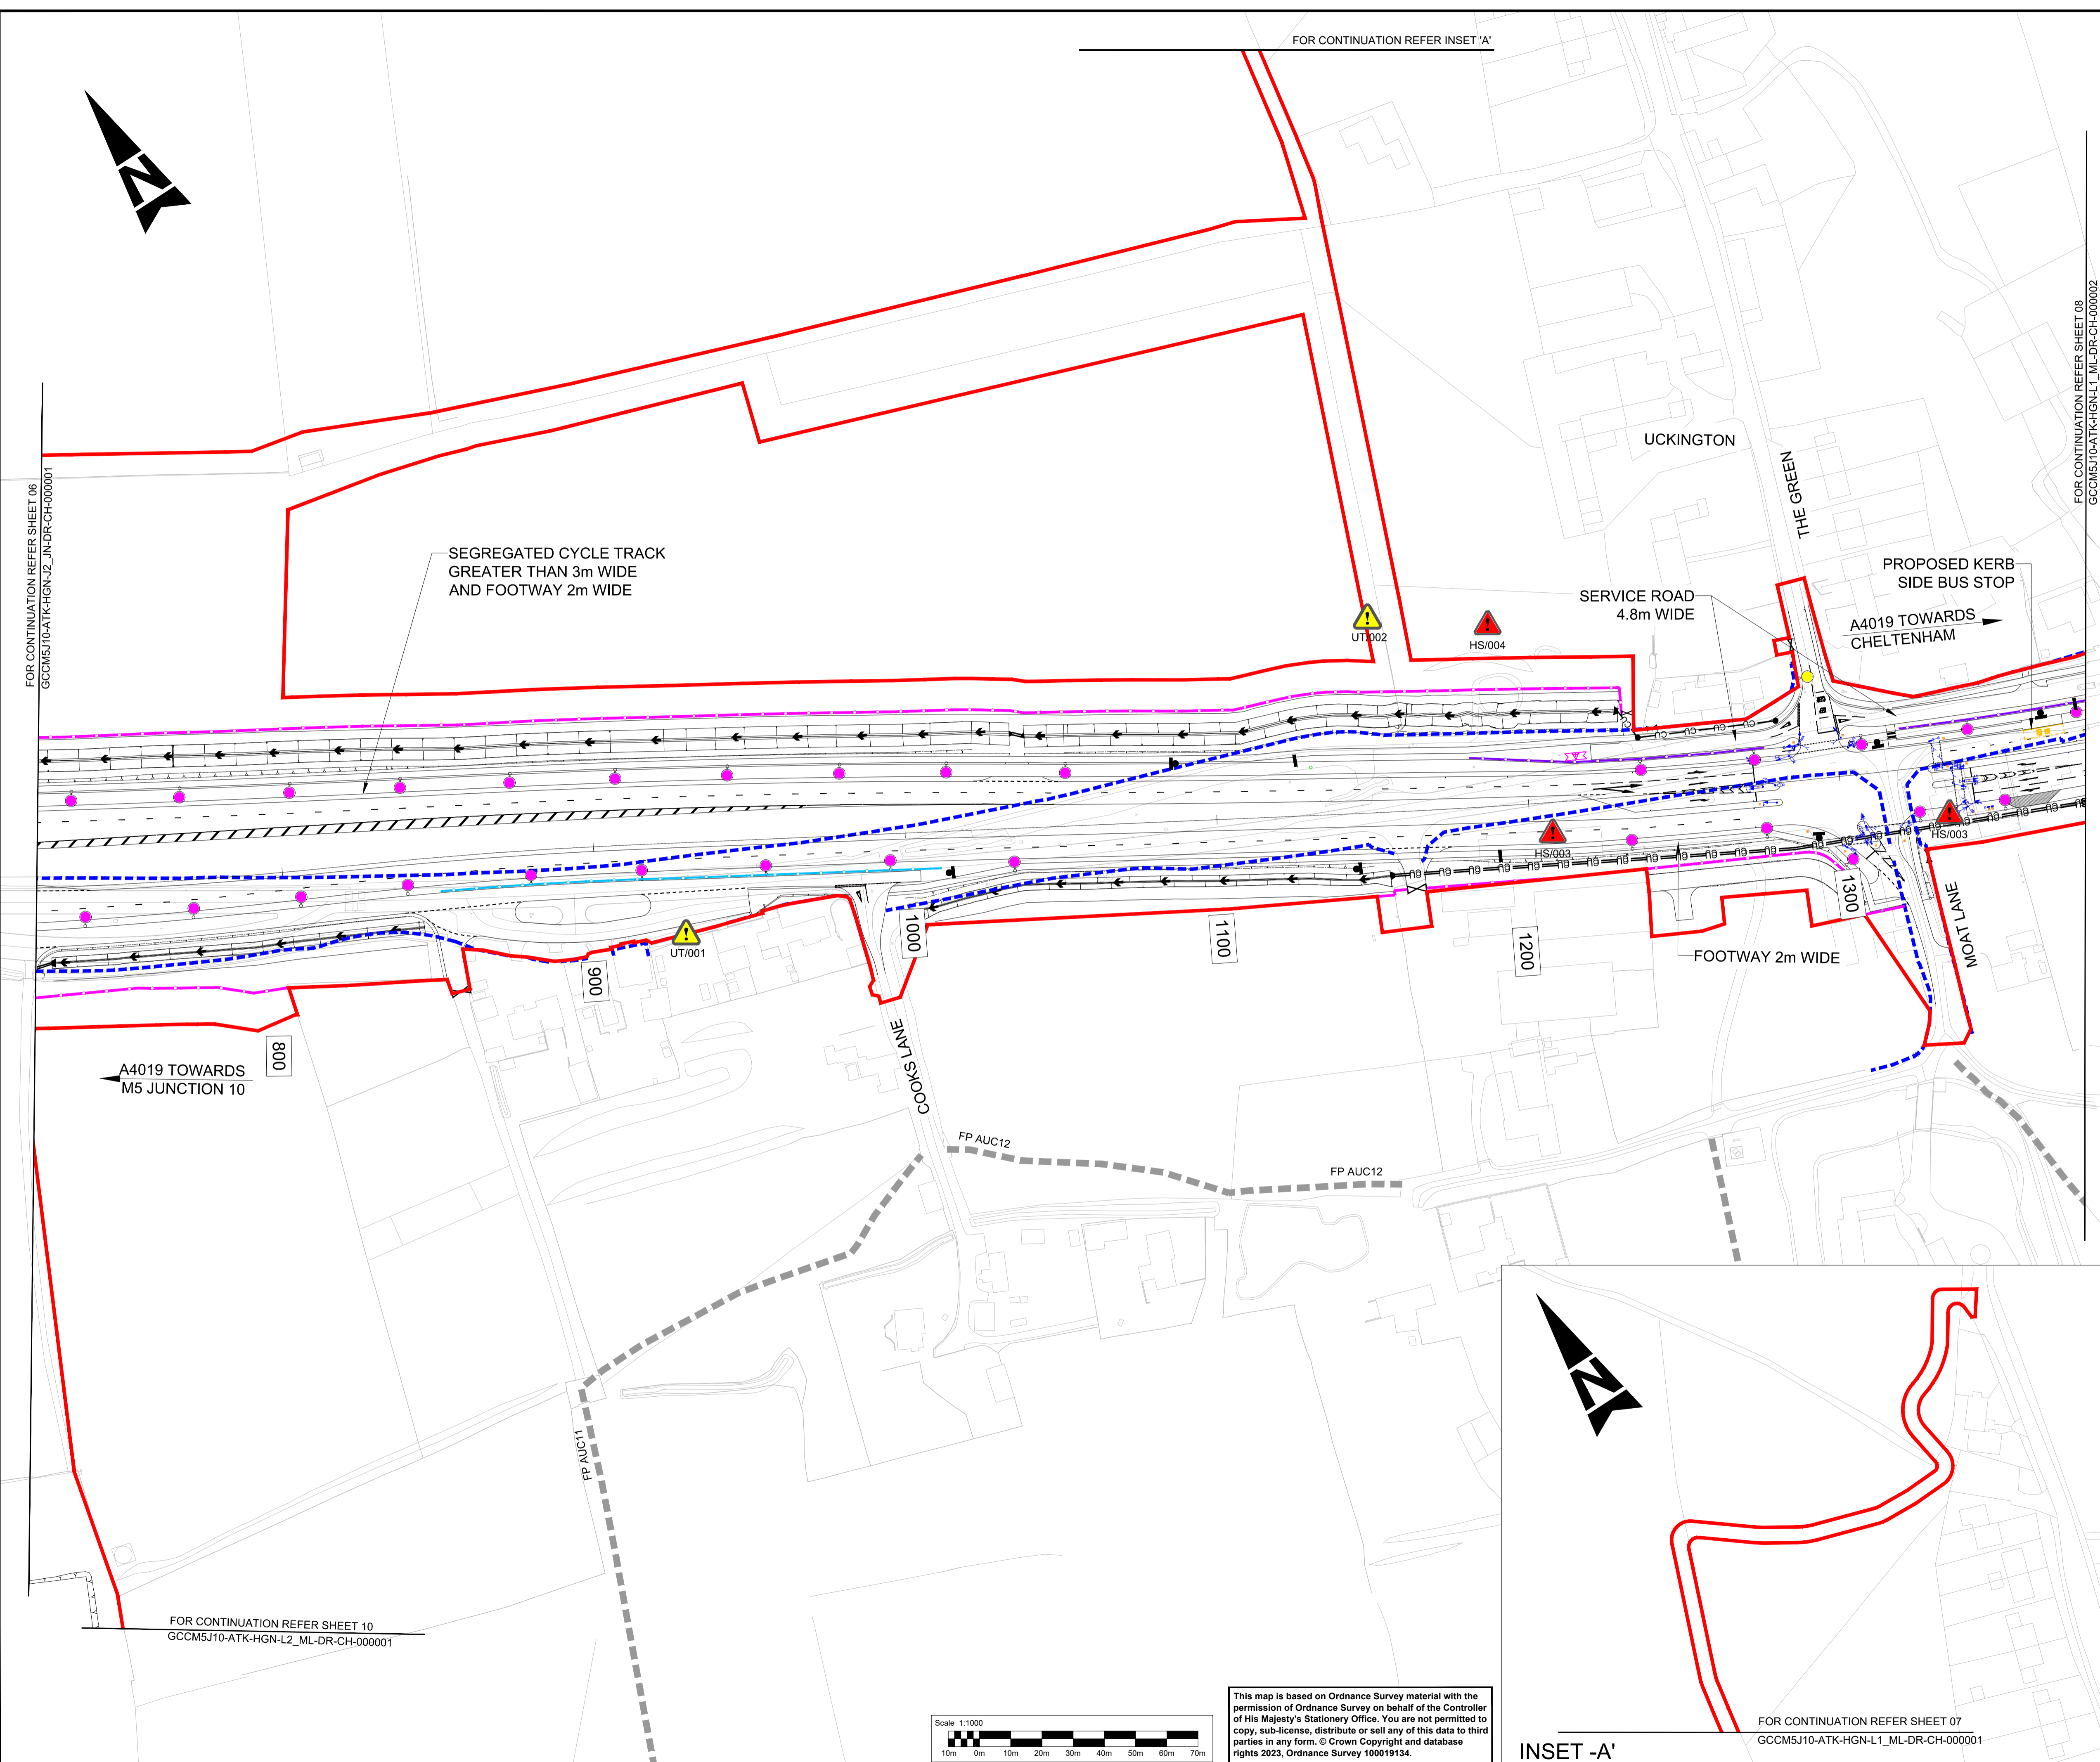 FOR CONTINUATION REFER INSET 'A'
N
FOR CONTINUATION REFER SHEET 06
GCCM5J10-ATK-HGN-J2_JN-DR-CH-000001
FOR CONTINUATION REFER SHEET 08
GCCM5J10-ATK-HGN-L1_ML-DR-CH-000002
UCKINGTON
THE GREEN
SEGREGATED CYCLE TRACK
GREATER THAN 3m WIDE
AND FOOTWAY 2m WIDE
PROPOSED KERB
SIDE BUS STOP
SERVICE ROAD
4.8m WIDE
A4019 TOWARDS
CHELTENHAM
UT/002
HS/004
HS/003
HS/003
UT/001
800
900
1000
1100
1200
1300
FOOTWAY 2m WIDE
MOAT LANE
COOKS LANE
A4019 TOWARDS
M5 JUNCTION 10
FP AUC12
FP AUC12
FP AUC11
FOR CONTINUATION REFER SHEET 10
GCCM5J10-ATK-HGN-L2_ML-DR-CH-000001
Scale 1:1000
10m 0m 10m 20m 30m 40m 50m 60m 70m
This map is based on Ordnance Survey material with the
permission of Ordnance Survey on behalf of the Controller
of His Majesty's Stationery Office. You are not permitted to
copy, sub-license, distribute or sell any of this data to third
parties in any form. © Crown Copyright and database
rights 2023, Ordnance Survey 100019134.
N
FOR CONTINUATION REFER SHEET 07
GCCM5J10-ATK-HGN-L1_ML-DR-CH-000001
INSET -A'